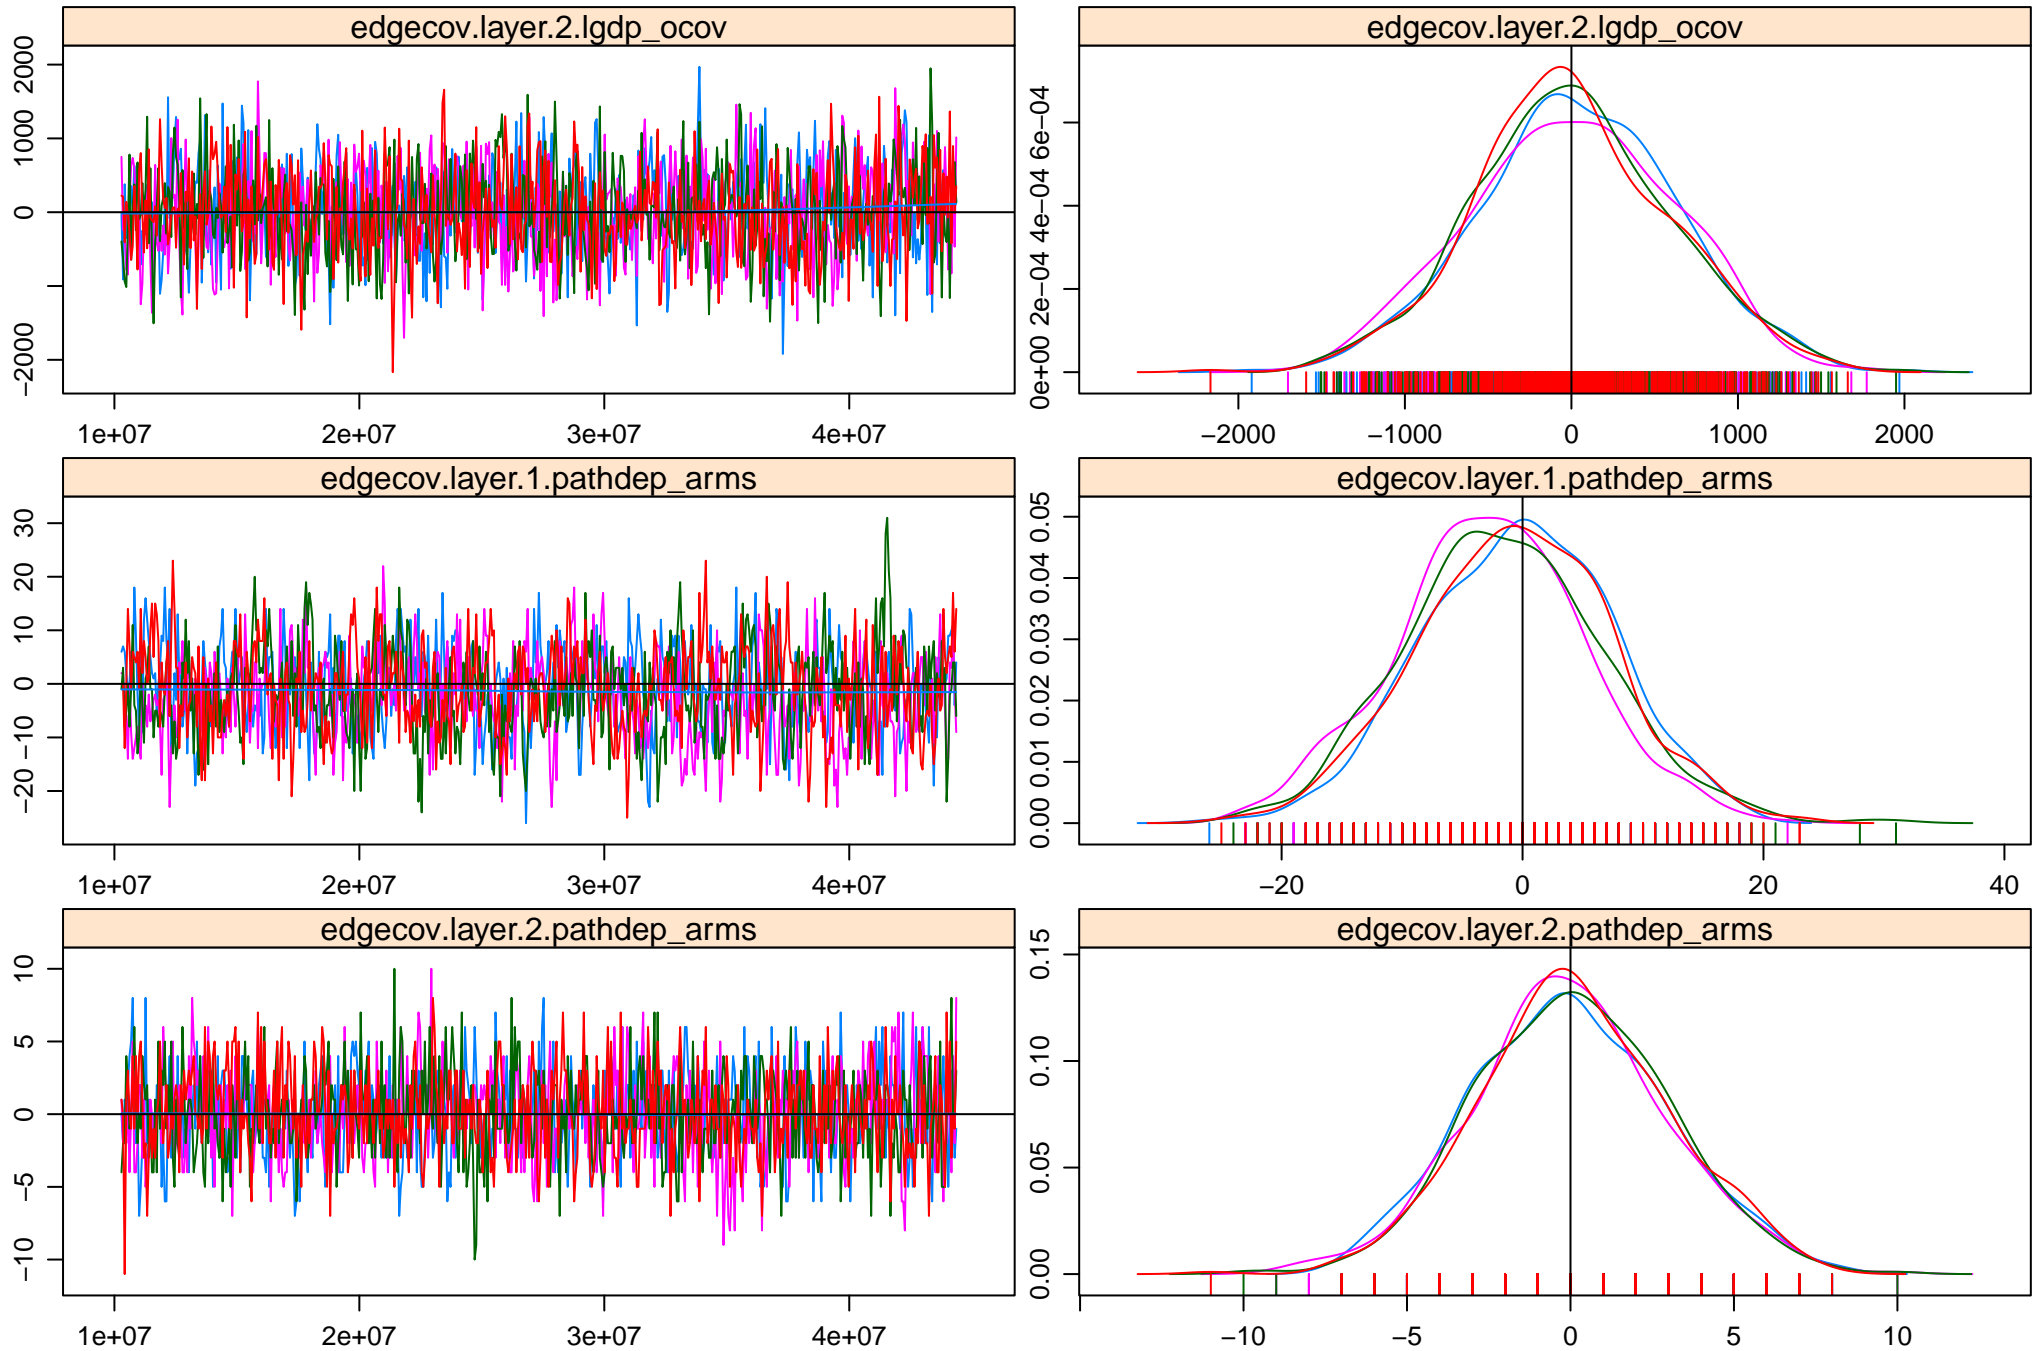 edgecov.layer.2.lgdp_ocov
2000
1000
0
−2000
1e+07 2e+07 3e+07 4e+07
edgecov.layer.2.lgdp_ocov
0e+00 2e−04 4e−04 6e−04
−2000 −1000 0 1000 2000
edgecov.layer.1.pathdep_arms
30
20
10
0
−10
−20
1e+07 2e+07 3e+07 4e+07
edgecov.layer.1.pathdep_arms
0.00 0.01 0.02 0.03 0.04 0.05
−20 0 20 40
edgecov.layer.2.pathdep_arms
10
5
0
−5
−10
1e+07 2e+07 3e+07 4e+07
edgecov.layer.2.pathdep_arms
0.00 0.05 0.10 0.15
−10 −5 0 5 10